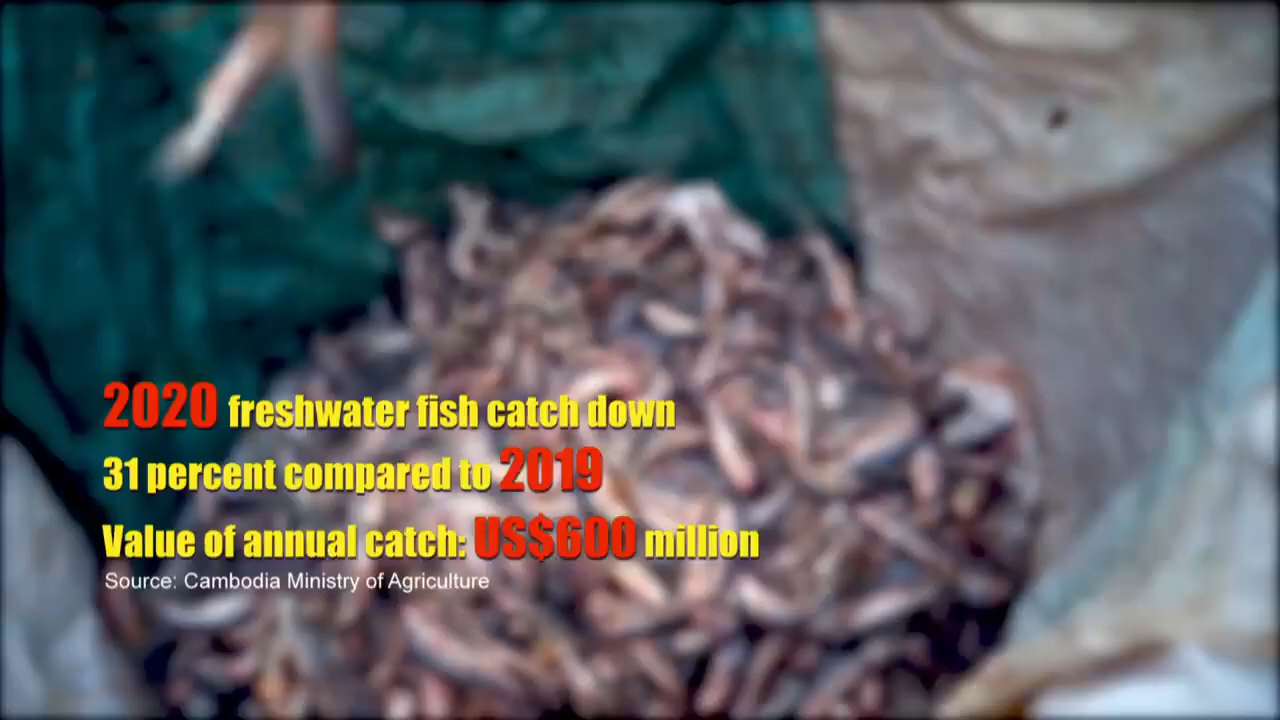 2020 freshwater fish catch down
31 percent compared to 2019
Value of annual catch: US$600 million
Source: Cambodia Ministry of Agriculture